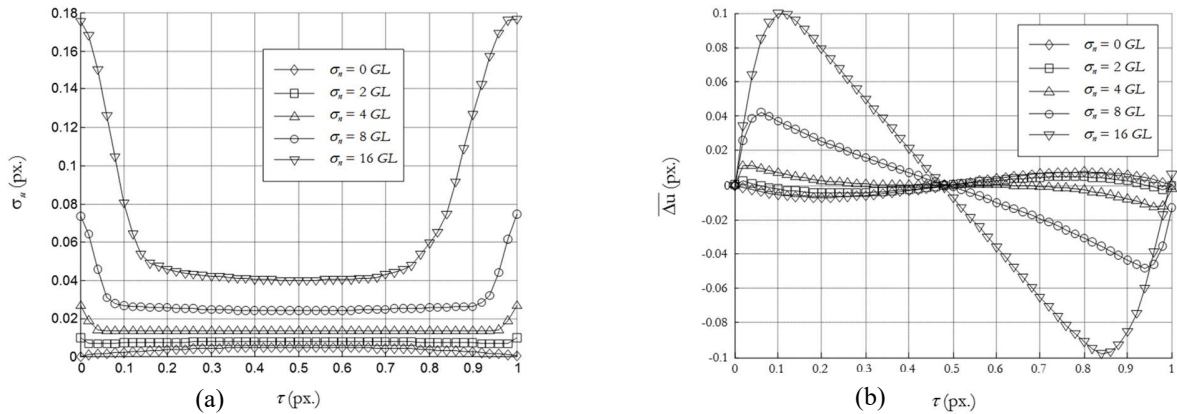 0.18
0.16
0.14
0.12
0.1
0.08
0.06
0.04
0.02
0
σn (px.)
σn = 0 GL
σn = 2 GL
σn = 4 GL
σn = 8 GL
σn = 16 GL
0 0.1 0.2 0.3 0.4 0.5 0.6 0.7 0.8 0.9 1
τ (px.)
(a)
0.1
0.08
0.06
0.04
0.02
0
-0.02
-0.04
-0.06
-0.08
-0.1
Δu (px.)
σn = 0 GL
σn = 2 GL
σn = 4 GL
σn = 8 GL
σn = 16 GL
0 0.1 0.2 0.3 0.4 0.5 0.6 0.7 0.8 0.9 1
τ (px.)
(b)